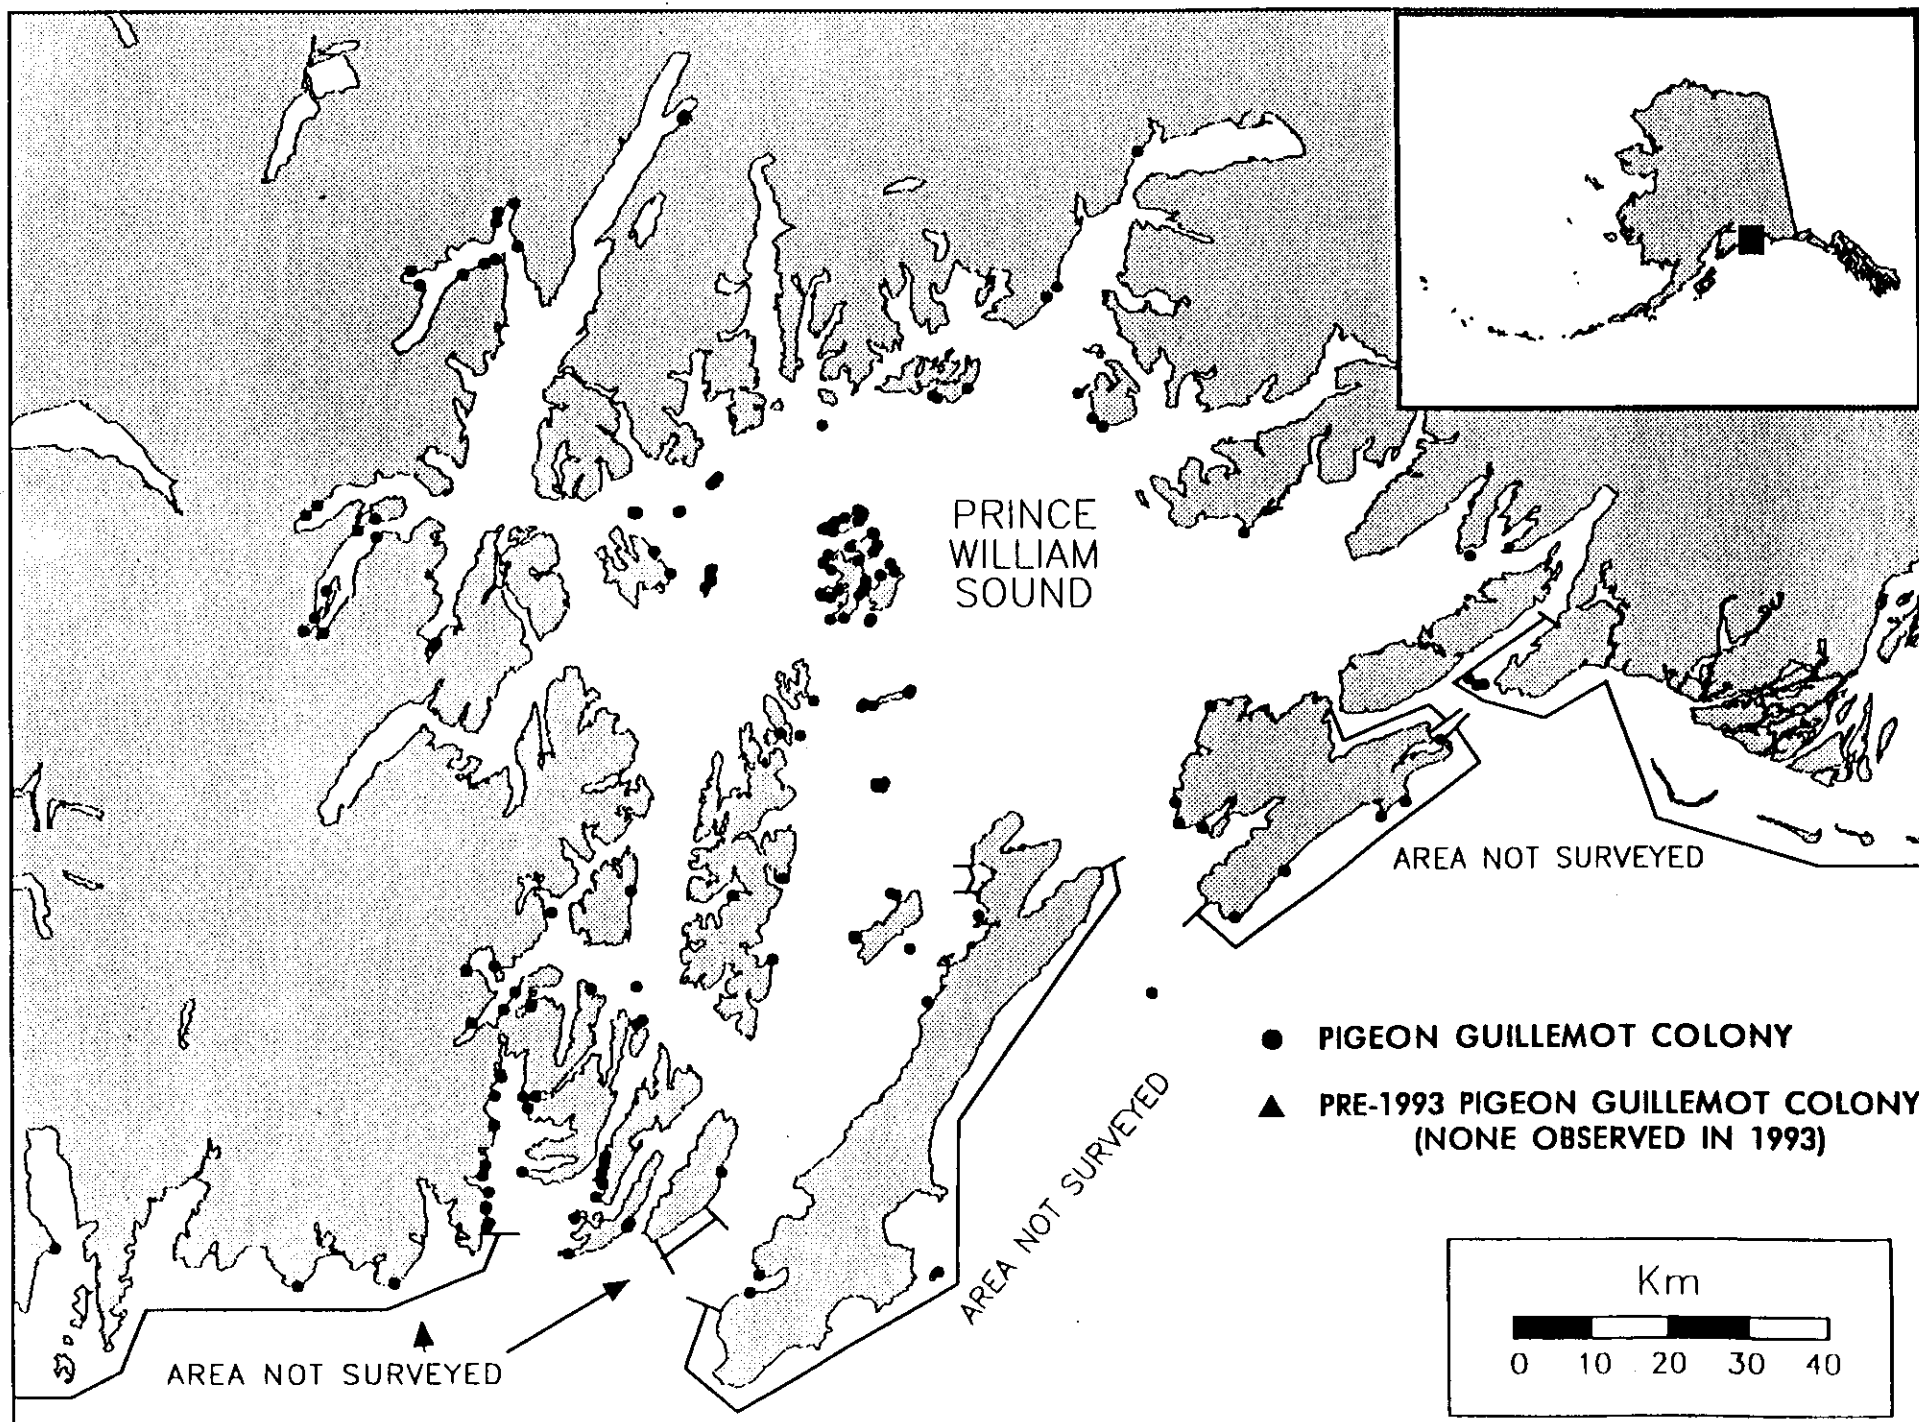 PRINCE
WILLIAM
SOUND
AREA NOT SURVEYED
● PIGEON GUILLEMOT COLONY
▲ PRE-1993 PIGEON GUILLEMOT COLONY
(NONE OBSERVED IN 1993)
AREA NOT SURVEYED
AREA NOT SURVEYED
Km
0 10 20 30 40